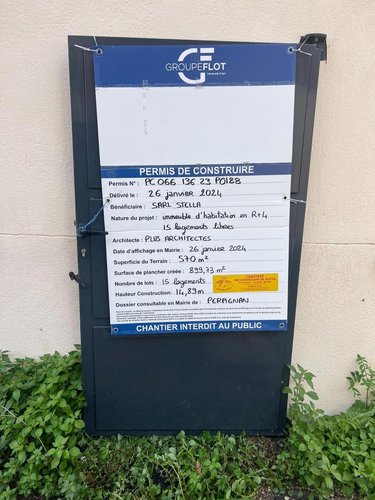 GROUPEFLOT
Immobilier
PERMIS DE CONSTRUIRE
Permis N° : PC 066 136 23 P0188
Délivré le : 26 janvier 2024
Bénéficiaire : SARL STELLA
Nature du projet : immeuble d'habitation en R+4
15 logements libres
Architecte : PLUS ARCHITECTES
Date d'affichage en Mairie : 26 janvier 2024
Superficie du Terrain : 570 m²
Surface de plancher créée : 899,73 m²
Nombre de lots : 15 logements
Hauteur Construction : 14,89m
Dossier consultable en Mairie de : PERPIGNAN
CHANTIER INTERDIT AU PUBLIC